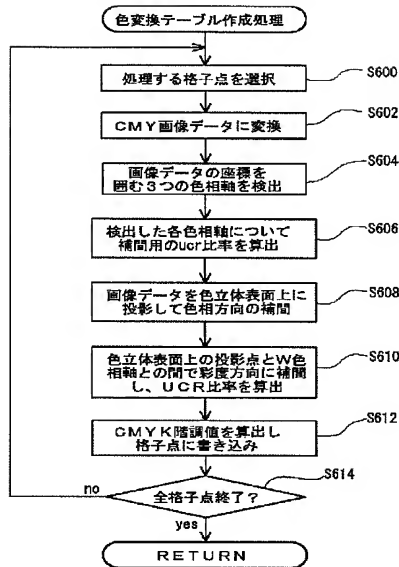 色変換テーブル作成処理
処理する格子点を選択
S600
CMY画像データに変換
S602
画像データの座標を
囲む3つの色相軸を検出
S604
検出した各色相軸について
補間用のucr比率を算出
S606
画像データを色立体表面上に
投影して色相方向の補間
S608
色立体表面上の投影点とW色
相軸との間で彩度方向に補間
し、UCR比率を算出
S610
CMYK階調値を算出し
格子点に書き込み
S612
全格子点終了?
S614
no
yes
RETURN